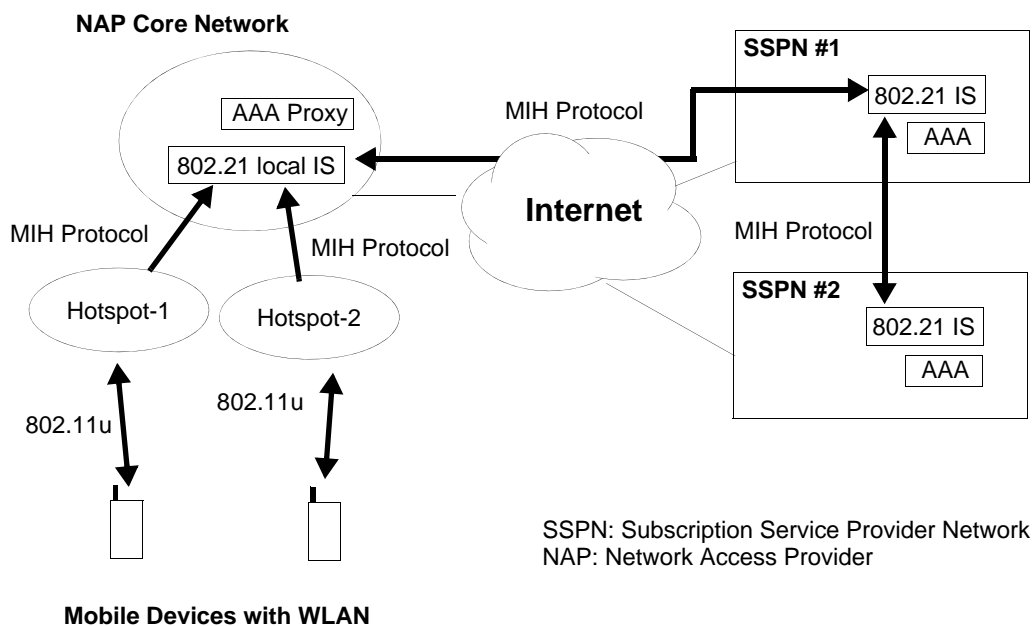 NAP Core Network
SSPN #1
802.21 IS
AAA
AAA Proxy
MIH Protocol
802.21 local IS
Internet
MIH Protocol
MIH Protocol
MIH Protocol
SSPN #2
802.21 IS
AAA
Hotspot-1
Hotspot-2
802.11u
802.11u
SSPN: Subscription Service Provider Network
NAP: Network Access Provider
Mobile Devices with WLAN